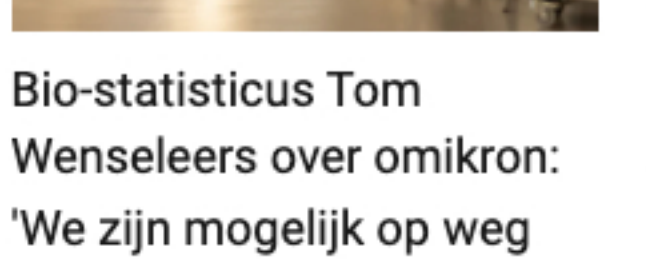 Bio-statisticus Tom
Wenseleers over omikron:
'We zijn mogelijk op weg